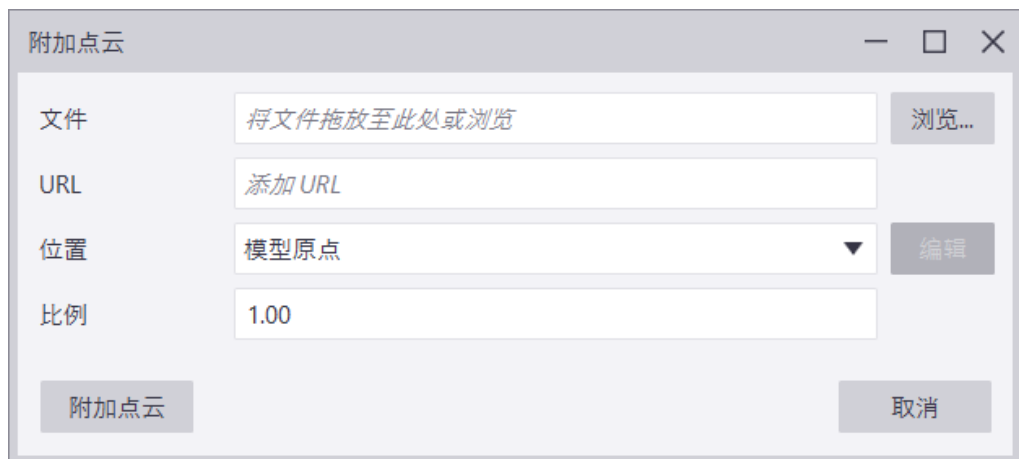 附加点云
文件 将文件拖放至此处或浏览 浏览...
URL 添加 URL
位置 模型原点 编辑
比例 1.00
附加点云 取消